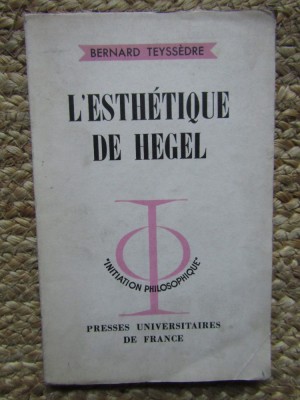 BERNARD TEYSSÈDRE
L'ESTHÉTIQUE
DE HEGEL
"INITIATION PHILOSOPHIQUE"
PRESSES UNIVERSITAIRES
DE FRANCE